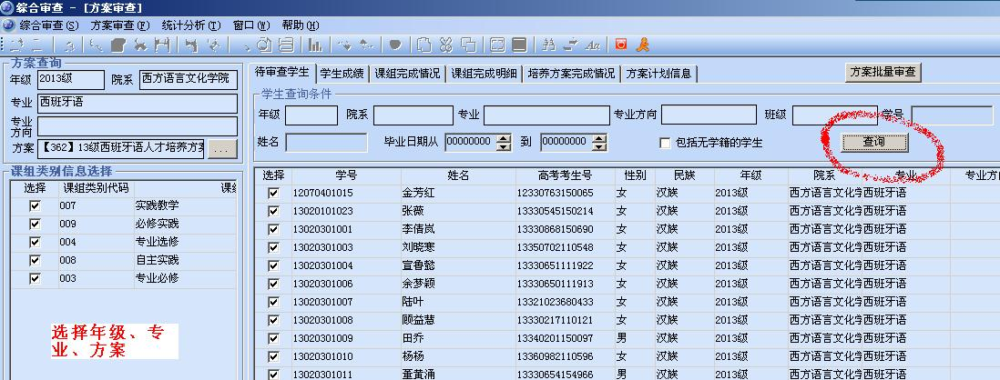 综合审查 - [方案审查]
综合审查(S) 方案审查(F) 统计分析(T) 窗口(W) 帮助(H)
方案查询
年级 2013级 院系 西方语言文化学院
专业 西班牙语
专业方向
方案 【362】13级西班牙语人才培养方案 ...
课组类别信息选择
选择 课组类别代码 课组
007 实践教学
009 必修实践
004 专业选修
008 自主实践
003 专业必修
选择年级、专
业、方案
待审查学生 学生成绩 课组完成情况 课组完成明细 培养方案完成情况 方案计划信息 方案批量审查
学生查询条件
年级 院系 专业 专业方向 班级 学号
姓名 毕业日期从 00000000 到 00000000 包括无学籍的学生 查询
选择 学号 姓名 高考考生号 性别 民族 年级 院系 专业 专业方向
12070401015 金芳红 12330763150065 女 汉族 2013级 西方语言文化学 西班牙语
13020101023 张薇 13330545150214 女 汉族 2013级 西方语言文化学 西班牙语
13020301001 李倩岚 13330868150690 女 汉族 2013级 西方语言文化学 西班牙语
13020301003 刘晓寒 13350702110548 女 汉族 2013级 西方语言文化学 西班牙语
13020301004 宣鲁懿 13330651111922 女 汉族 2013级 西方语言文化学 西班牙语
13020301006 余梦颖 13330650111913 女 汉族 2013级 西方语言文化学 西班牙语
13020301007 陆叶 13321023680433 女 汉族 2013级 西方语言文化学 西班牙语
13020301008 顾益慧 13330217110121 女 汉族 2013级 西方语言文化学 西班牙语
13020301009 田乔 13340201150097 男 汉族 2013级 西方语言文化学 西班牙语
13020301010 杨杨 13360982110596 女 汉族 2013级 西方语言文化学 西班牙语
13020301011 董黄涌 13330654154966 男 汉族 2013级 西方语言文化学 西班牙语